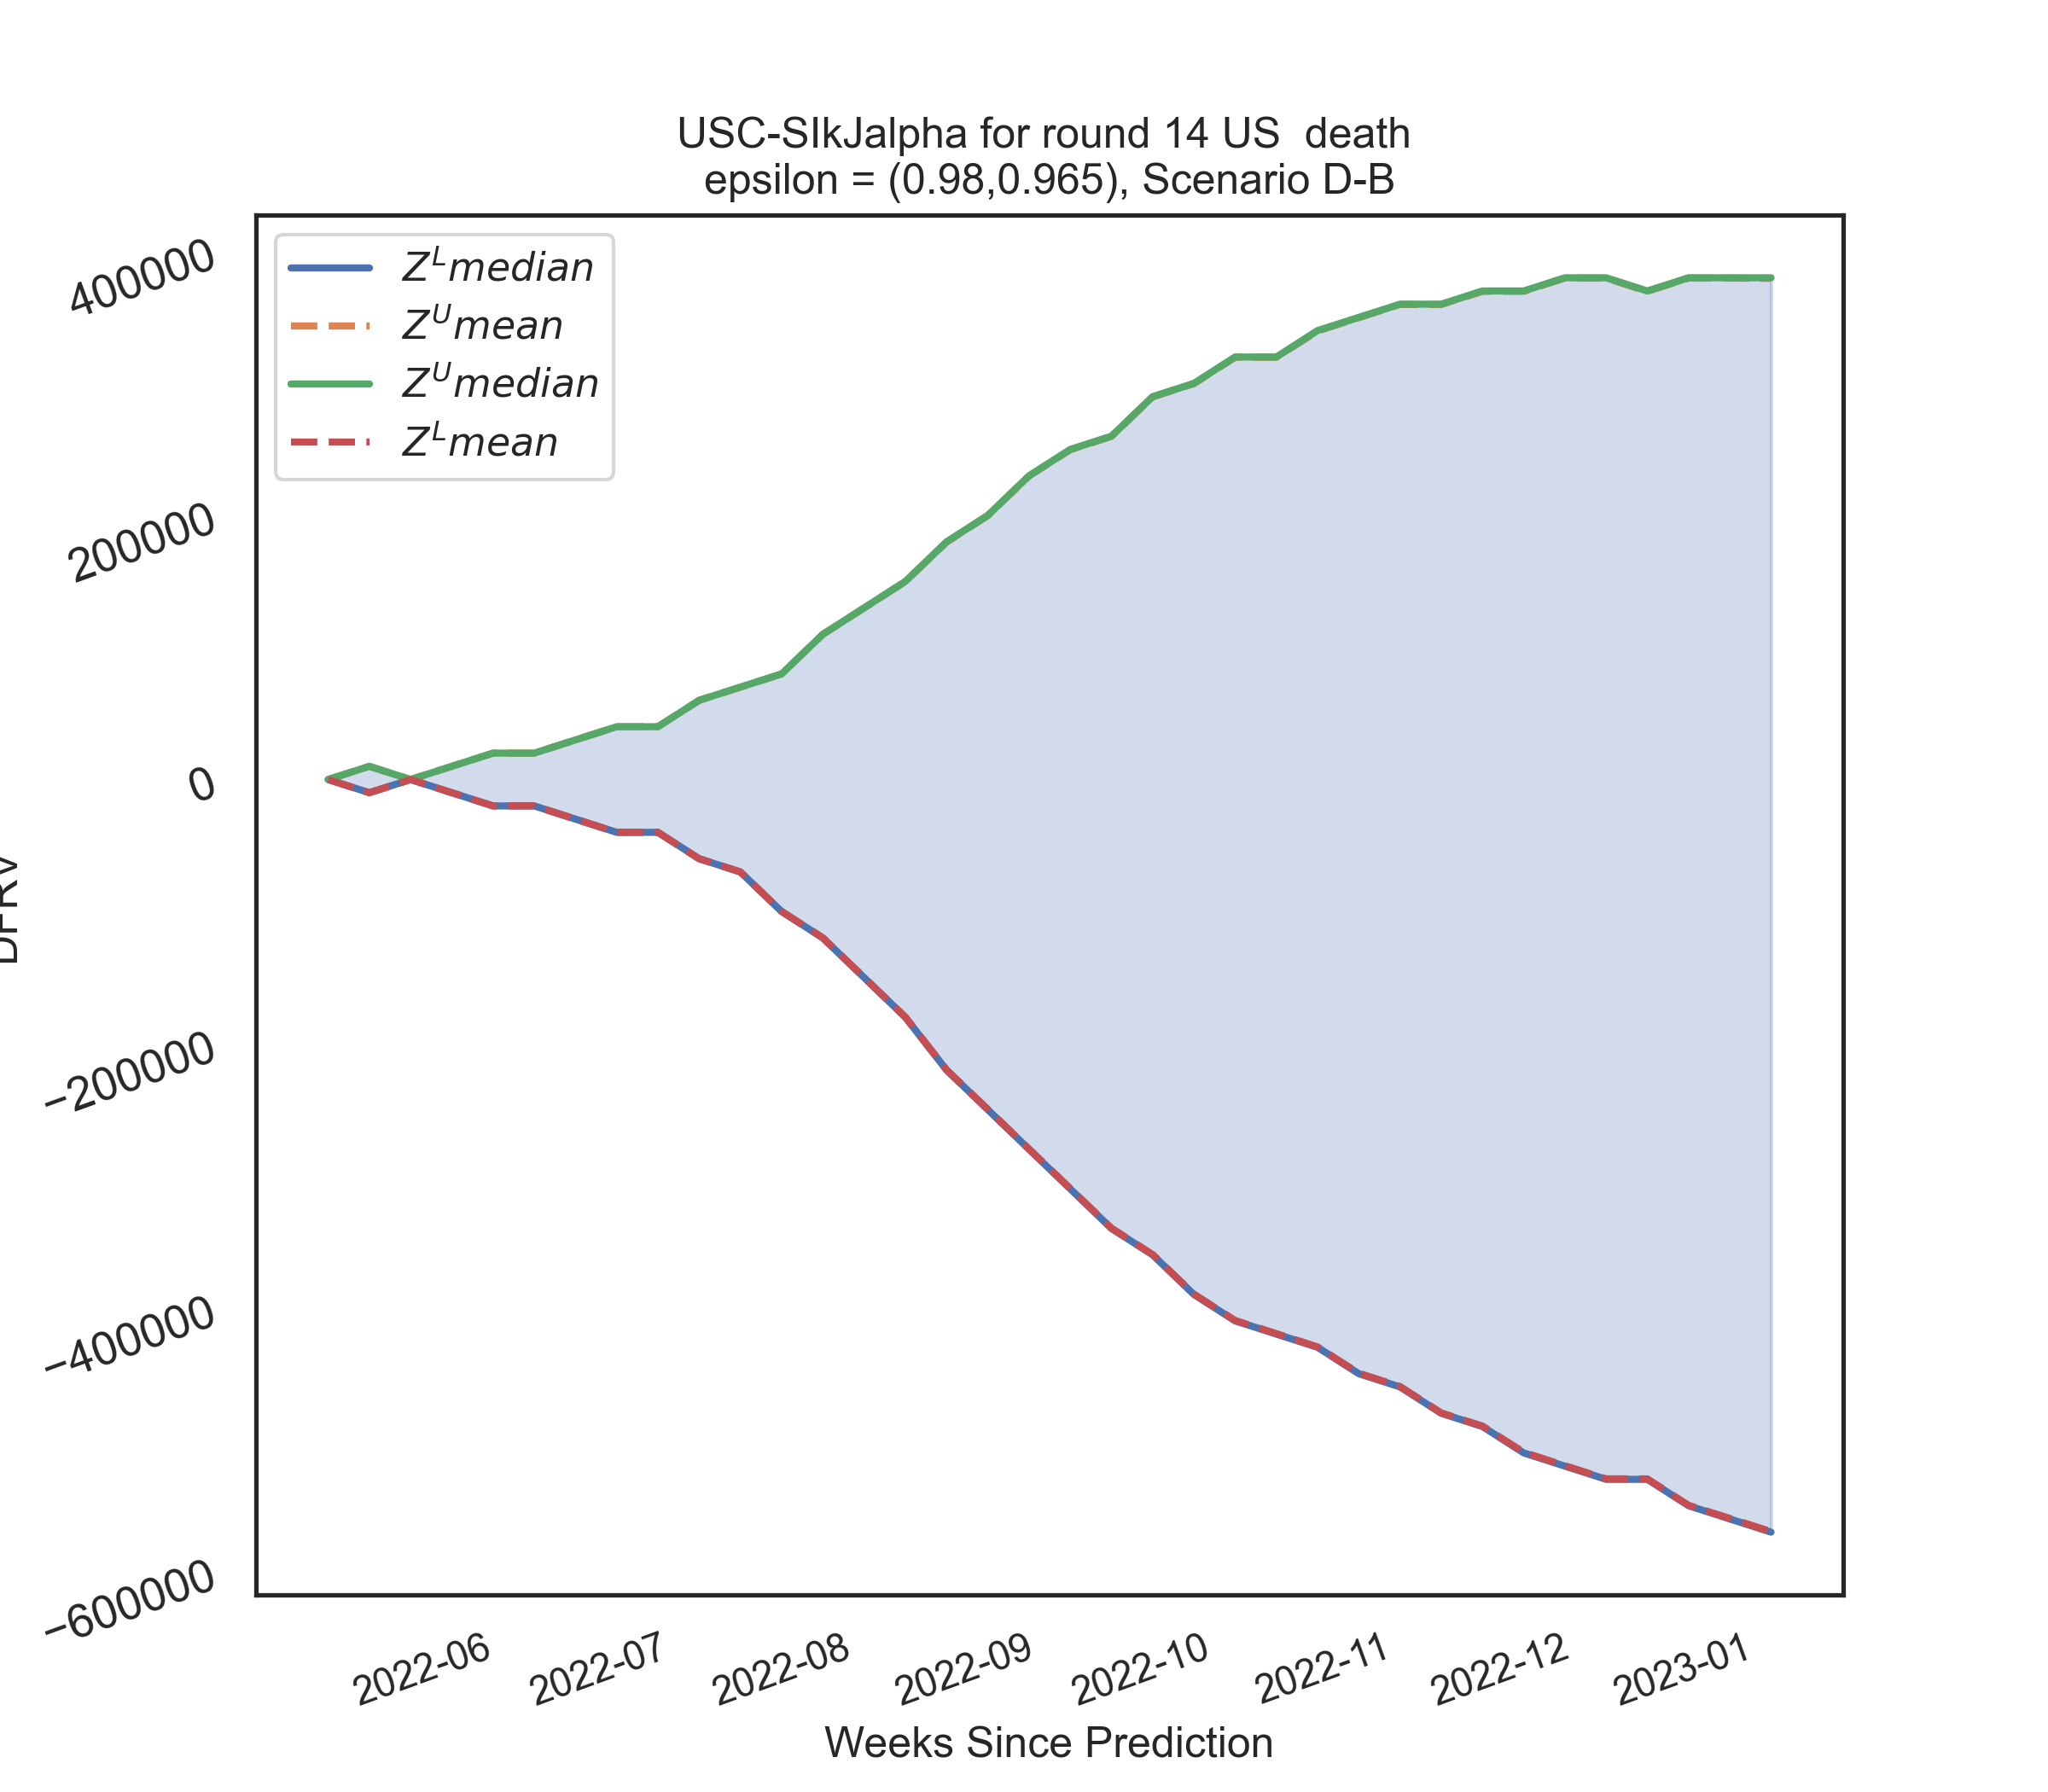 USC-SIkJalpha for round 14 US  death
epsilon = (0.98,0.965), Scenario D-B
Z^L median
Z^U mean
Z^U median
Z^L mean
400000
200000
0
−200000
−400000
−600000
2022-06
2022-07
2022-08
2022-09
2022-10
2022-11
2022-12
2023-01
Weeks Since Prediction